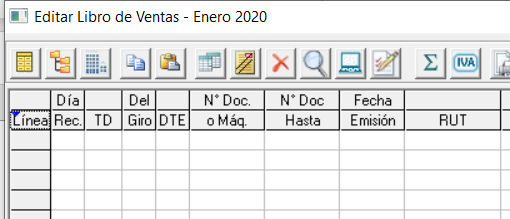 Editar Libro de Ventas - Enero 2020
Σ IVA
Día Del N° Doc. N° Doc Fecha
Línea Rec. TD Giro DTE o Máq. Hasta Emisión RUT